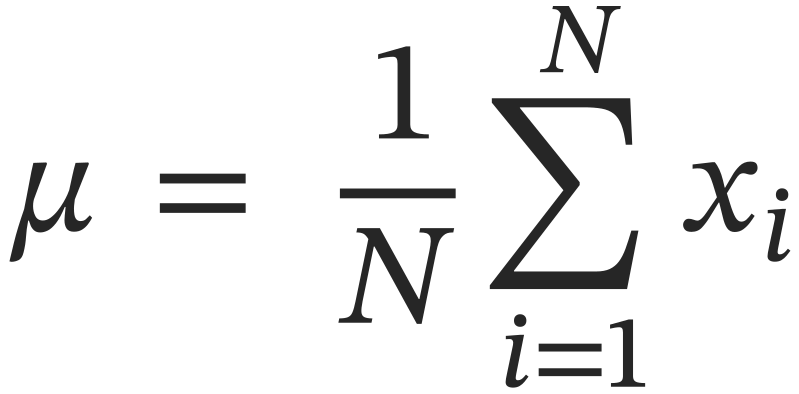 μ = 1/N ∑_{i=1}^{N} x_i